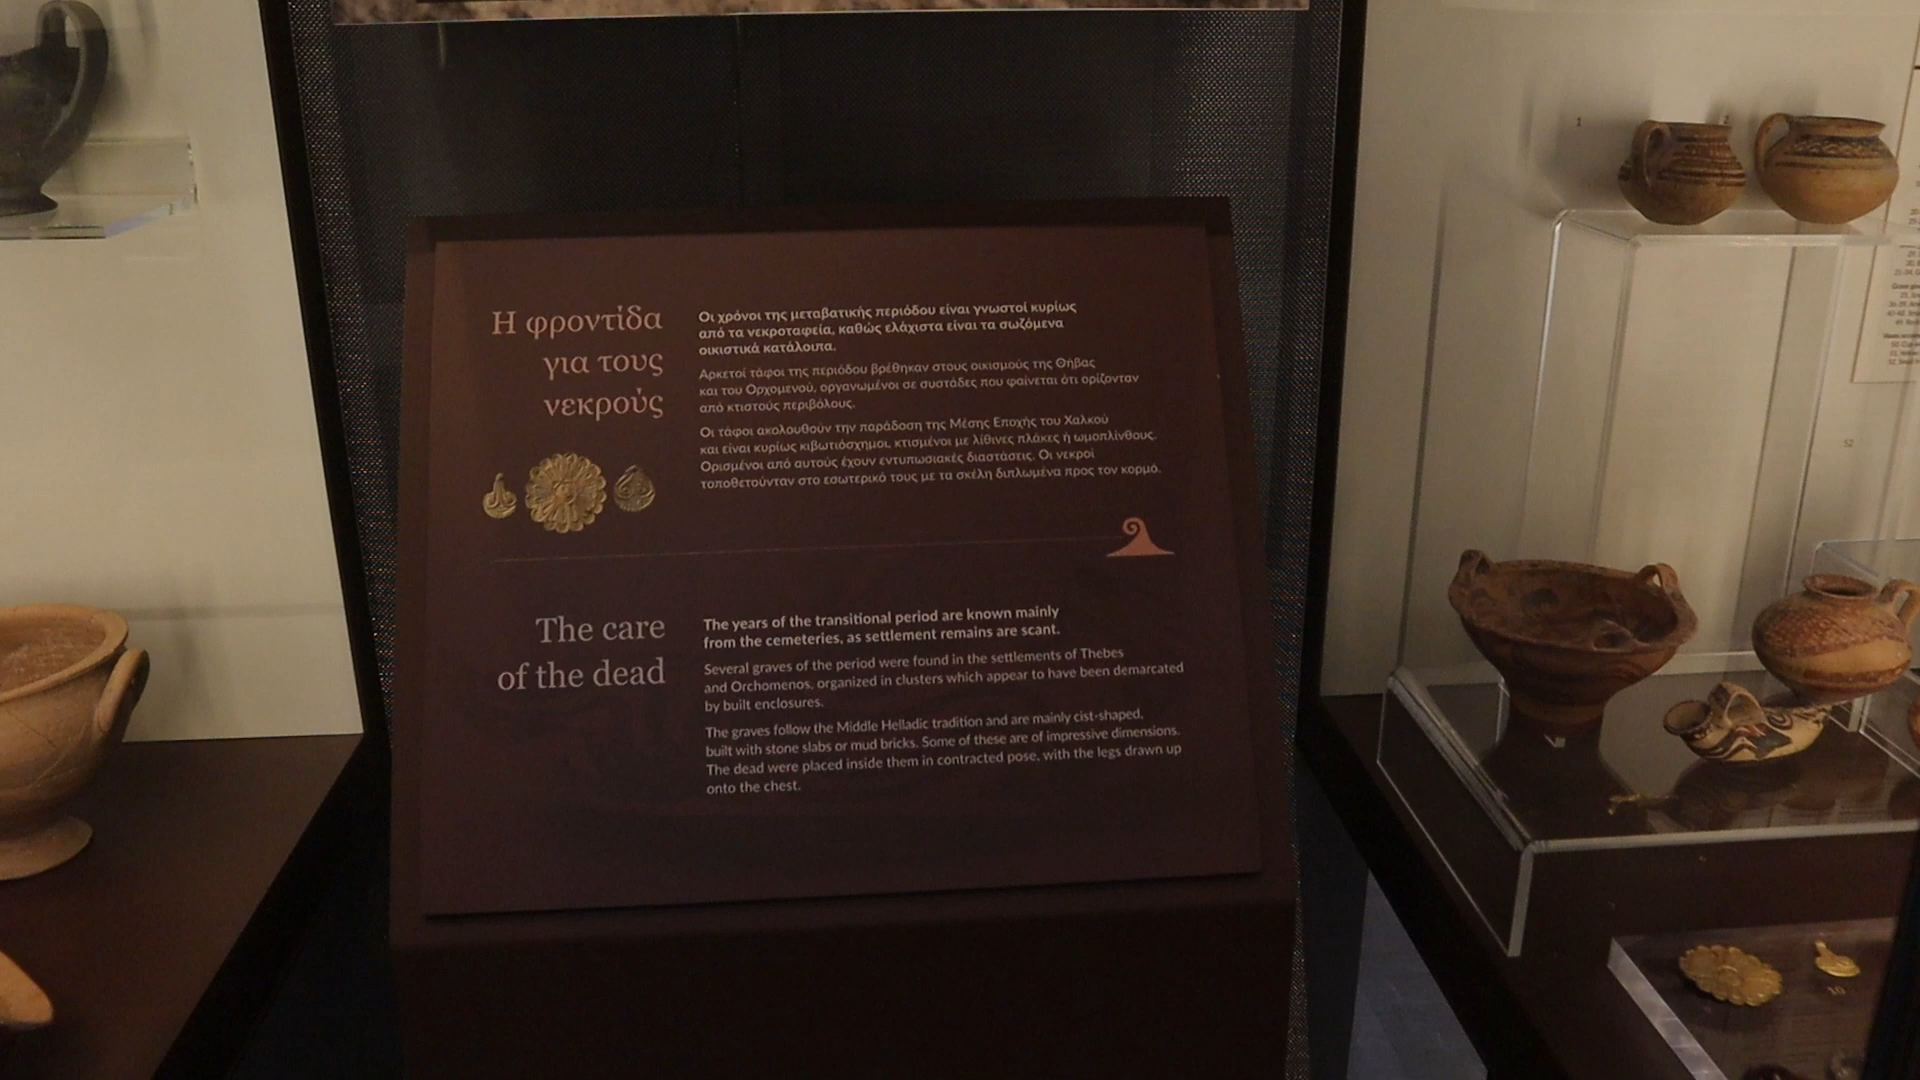 Η φροντίδα
για τους
νεκρούς
Οι χρόνοι της μεταβατικής περιόδου είναι γνωστοί κυρίως
από τα νεκροταφεία, καθώς ελάχιστα είναι τα σωζόμενα
οικιστικά κατάλοιπα.
Αρκετοί τάφοι της περιόδου βρέθηκαν στους οικισμούς της Θήβας
και του Ορχομενού, οργανωμένοι σε συστάδες που φαίνεται ότι ορίζονταν
από κτιστούς περιβόλους.
Οι τάφοι ακολουθούν την παράδοση της Μέσης Εποχής του Χαλκού
και είναι κυρίως κιβωτιόσχημοι, κτισμένοι με λίθινες πλάκες ή ωμοπλίνθους.
Ορισμένοι από αυτούς έχουν εντυπωσιακές διαστάσεις. Οι νεκροί
τοποθετούνταν στο εσωτερικό τους με τα σκέλη διπλωμένα προς τον κορμό.
The care
of the dead
The years of the transitional period are known mainly
from the cemeteries, as settlement remains are scant.
Several graves of the period were found in the settlements of Thebes
and Orchomenos, organized in clusters which appear to have been demarcated
by built enclosures.
The graves follow the Middle Helladic tradition and are mainly cist-shaped,
built with stone slabs or mud bricks. Some of these are of impressive dimensions.
The dead were placed inside them in contracted pose, with the legs drawn up
onto the chest.
1
52
10